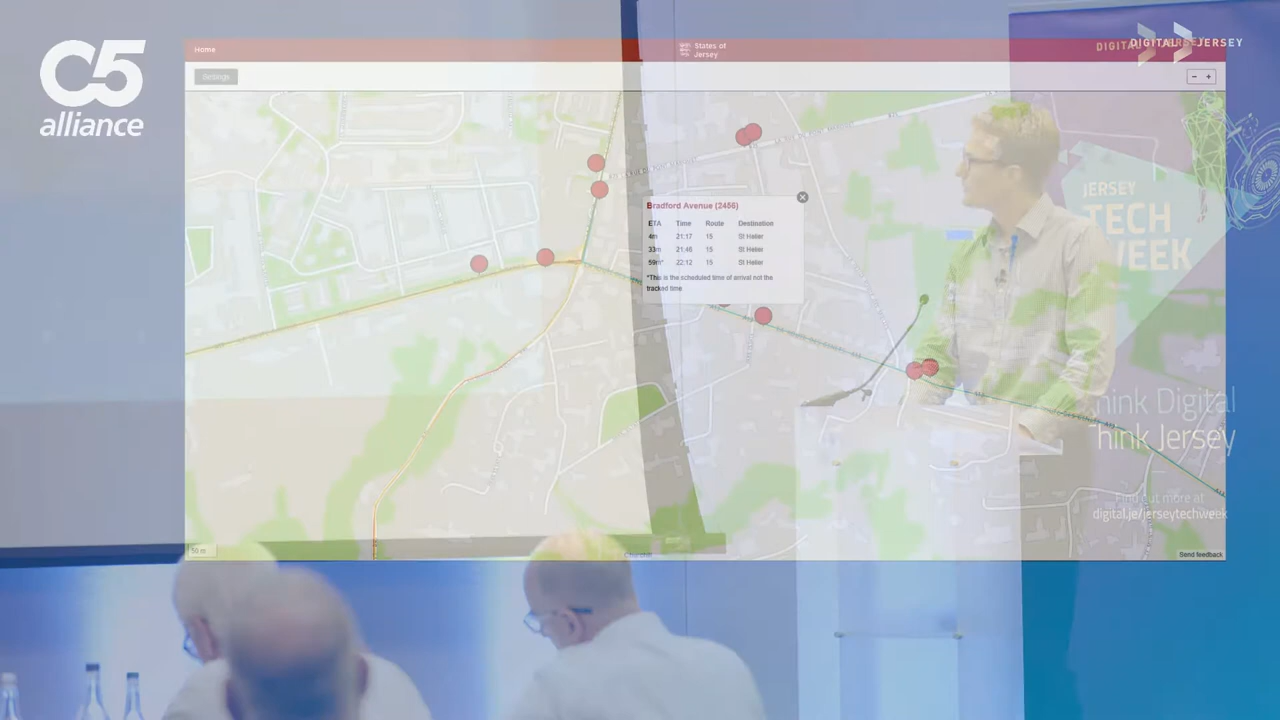 C5
alliance
Home
States of
Jersey
DIGITAL JERSEY
Settings
- +
Bradford Avenue (2456)
ETA Time Route Destination
4m 21:17 15 St Helier
33m 21:46 15 St Helier
59m* 22:12 15 St Helier
*This is the scheduled time of arrival not the
tracked time
JERSEY
TECH
WEEK
hink Digital
hink Jersey
Find out more at
digital.je/jerseytechweek
50 m
Send feedback